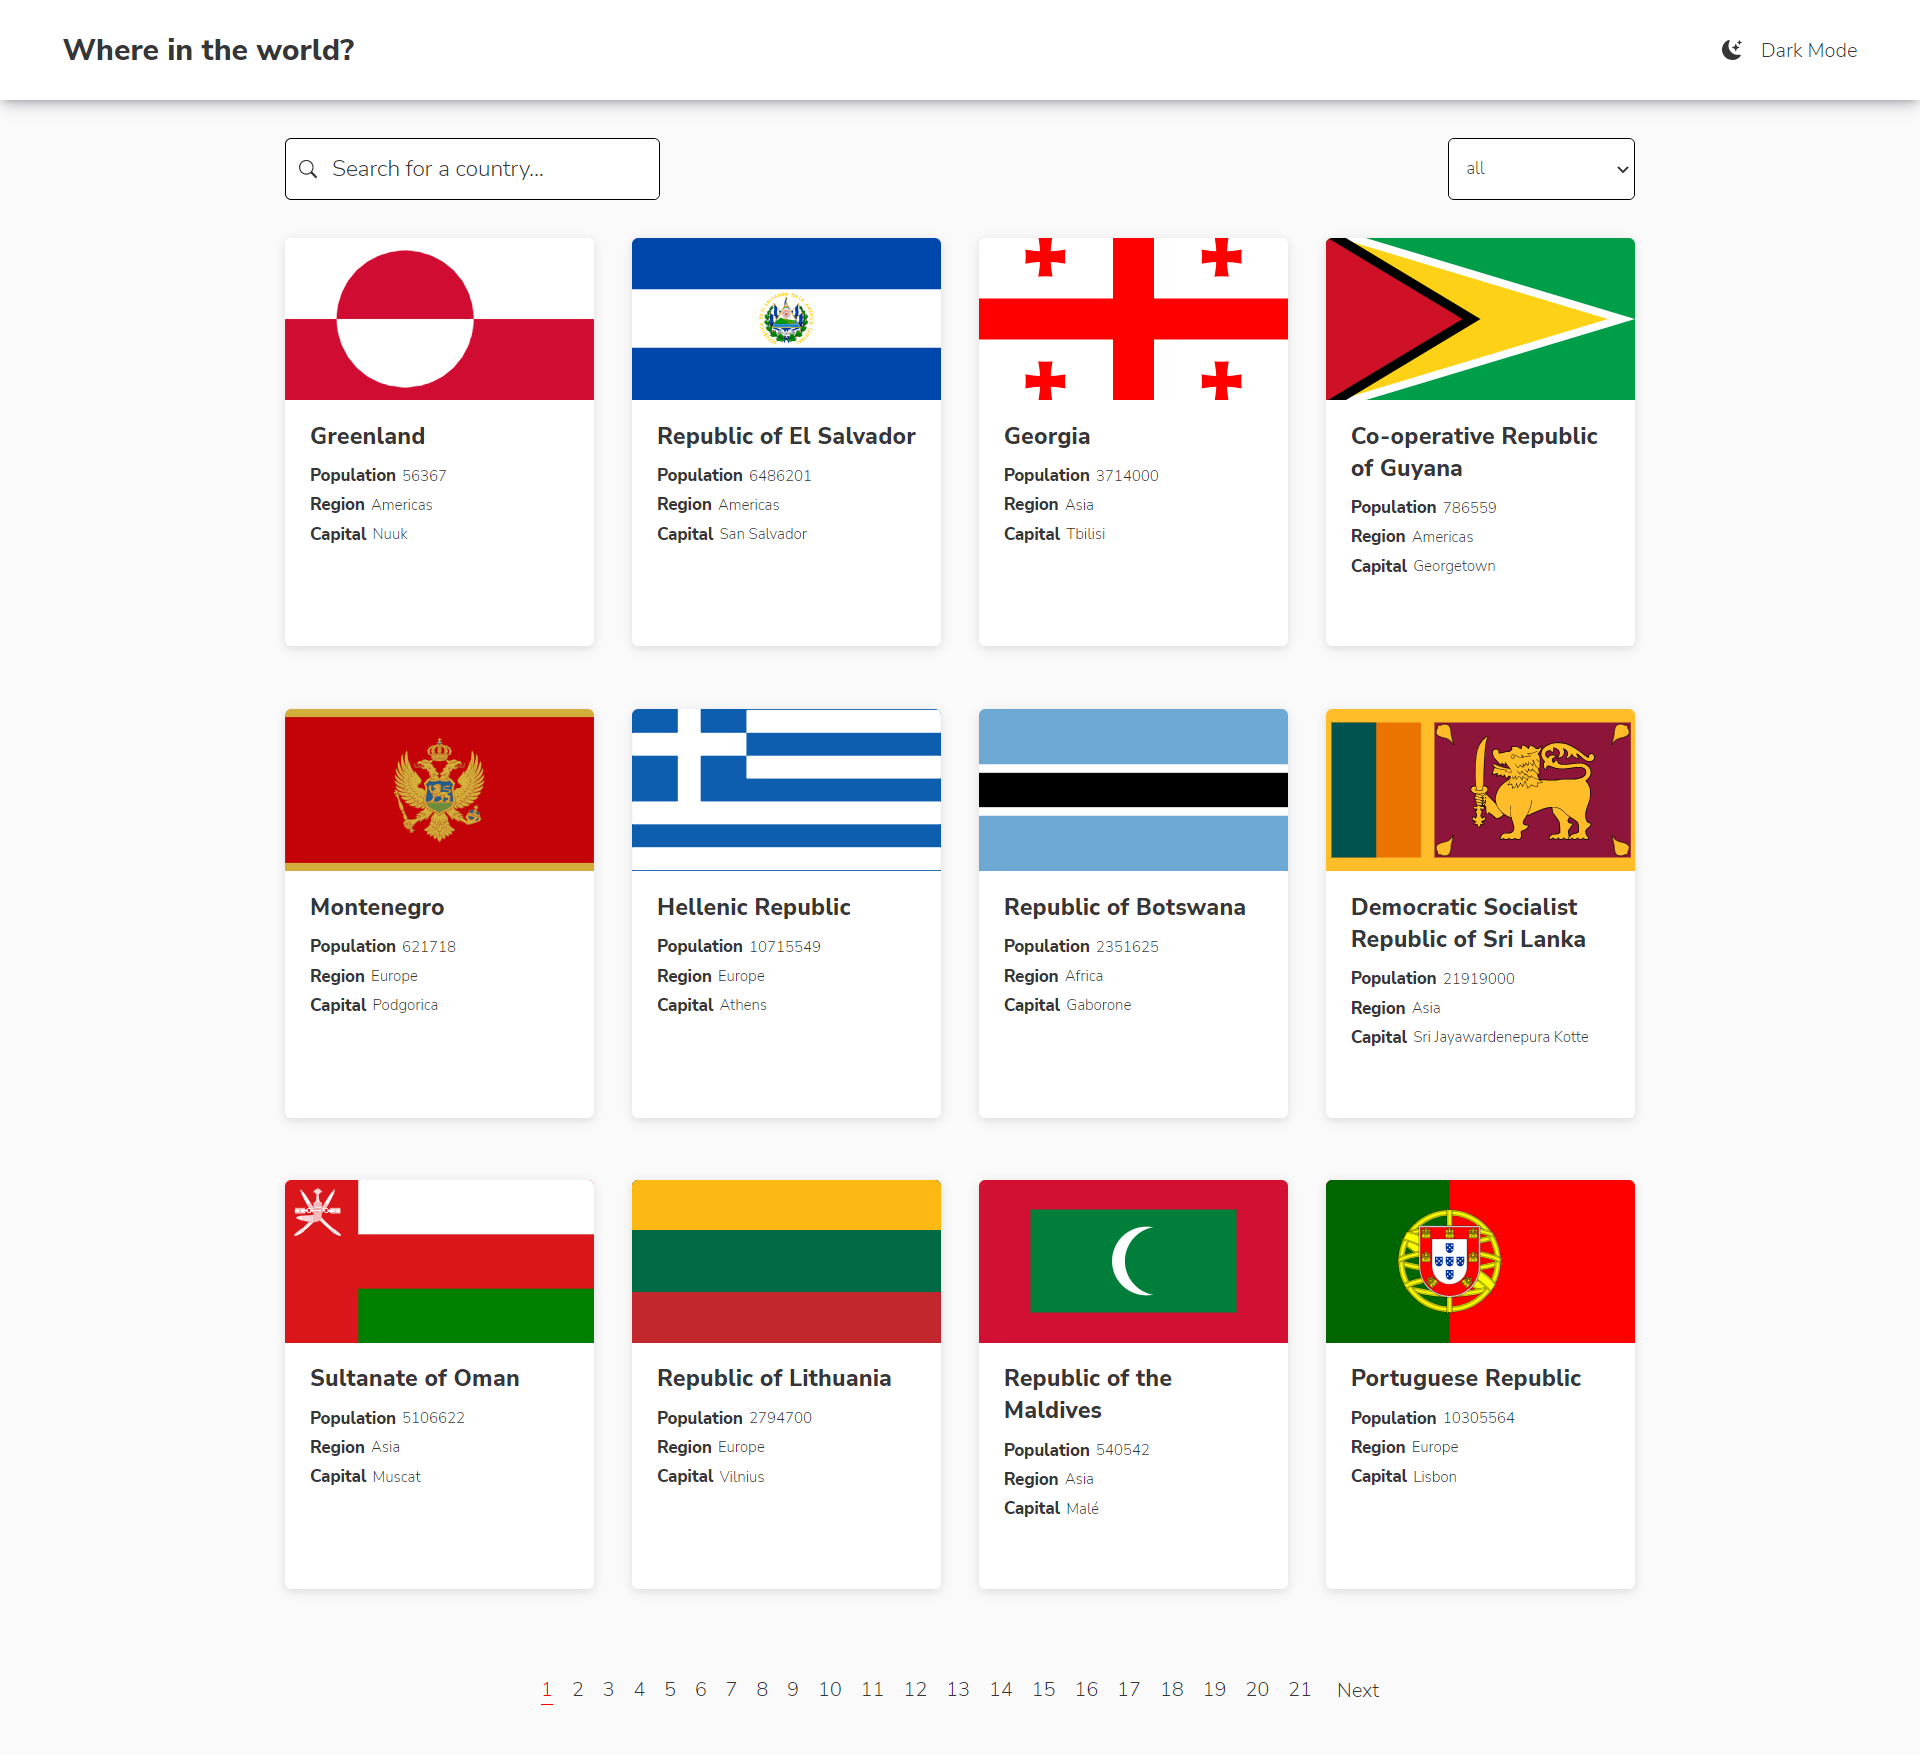 Where in the world?
Dark Mode
Search for a country...
all
Greenland
Population 56367
Region Americas
Capital Nuuk
Republic of El Salvador
Population 6486201
Region Americas
Capital San Salvador
Georgia
Population 3714000
Region Asia
Capital Tbilisi
Co-operative Republic
of Guyana
Population 786559
Region Americas
Capital Georgetown
Montenegro
Population 621718
Region Europe
Capital Podgorica
Hellenic Republic
Population 10715549
Region Europe
Capital Athens
Republic of Botswana
Population 2351625
Region Africa
Capital Gaborone
Democratic Socialist
Republic of Sri Lanka
Population 21919000
Region Asia
Capital Sri Jayawardenepura Kotte
Sultanate of Oman
Population 5106622
Region Asia
Capital Muscat
Republic of Lithuania
Population 2794700
Region Europe
Capital Vilnius
Republic of the
Maldives
Population 540542
Region Asia
Capital Malé
Portuguese Republic
Population 10305564
Region Europe
Capital Lisbon
1 2 3 4 5 6 7 8 9 10 11 12 13 14 15 16 17 18 19 20 21 Next